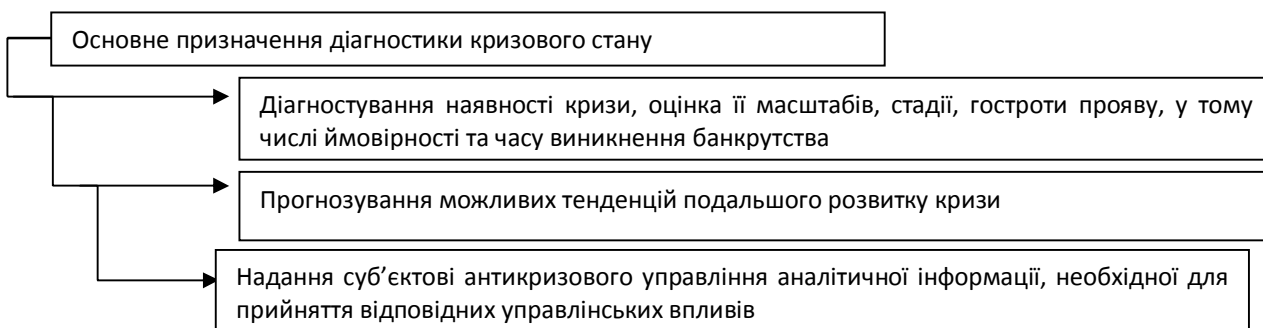 Основне призначення діагностики кризового стану
Діагностування наявності кризи, оцінка її масштабів, стадії, гостроти прояву, у тому
числі ймовірності та часу виникнення банкрутства
Прогнозування можливих тенденцій подальшого розвитку кризи
Надання суб’єктові антикризового управління аналітичної інформації, необхідної для
прийняття відповідних управлінських впливів